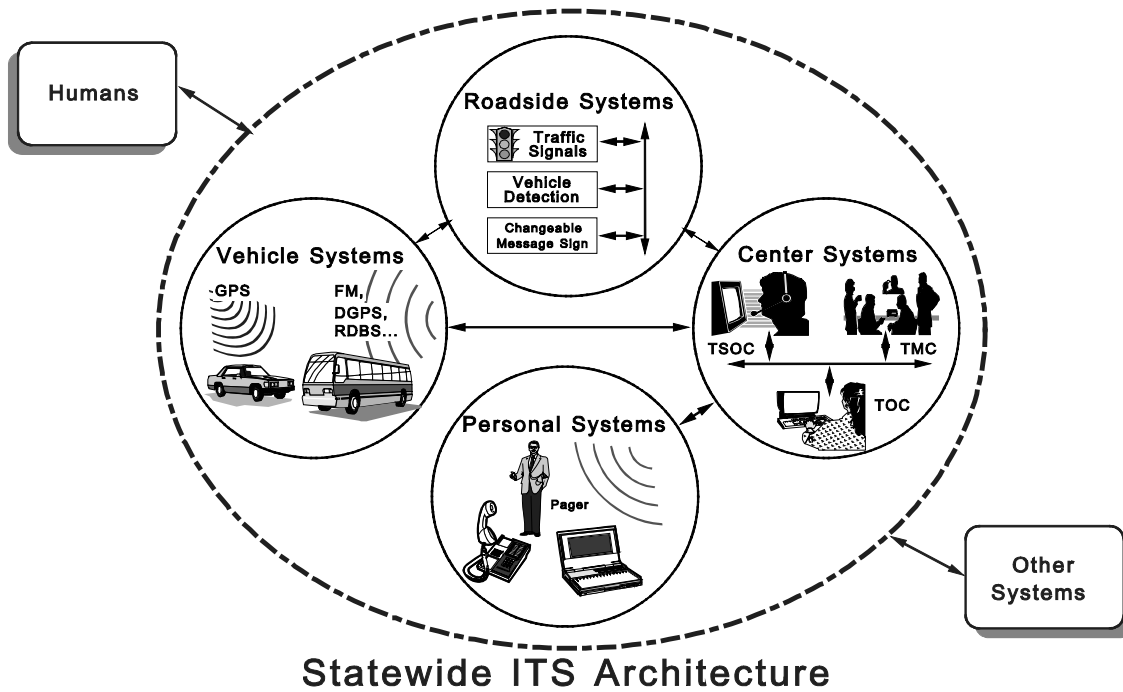 Humans
Roadside Systems
Traffic
Signals
Vehicle
Detection
Changeable
Message Sign
Vehicle Systems
GPS
FM,
DGPS,
RDBS...
Center Systems
TSOC
TMC
TOC
Personal Systems
Pager
Other
Systems
Statewide ITS Architecture